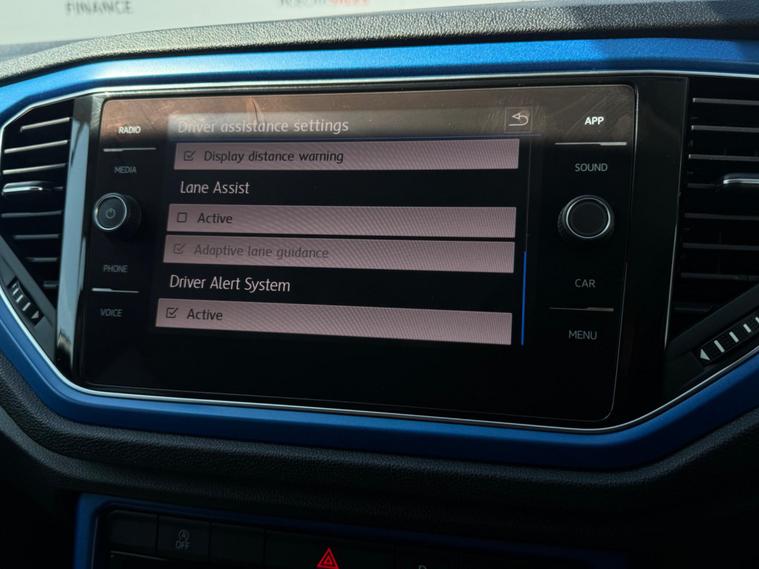 FINANCE
RADIO
Driver assistance settings
APP
MEDIA
Display distance warning
SOUND
Lane Assist
Active
Adaptive lane guidance
PHONE
Driver Alert System
CAR
VOICE
Active
MENU
OFF